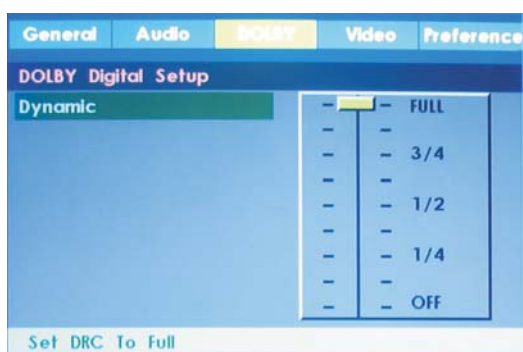 General Audio DOLBY Video Preference
DOLBY Digital Setup
Dynamic
FULL
3/4
1/2
1/4
OFF
Set DRC To Full